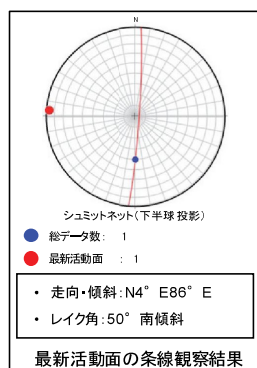 N
シュミットネット(下半球投影)
総データ数： 1
最新活動面 ： 1
・ 走向・傾斜：N4° E86° E
・ レイク角：50° 南傾斜
最新活動面の条線観察結果